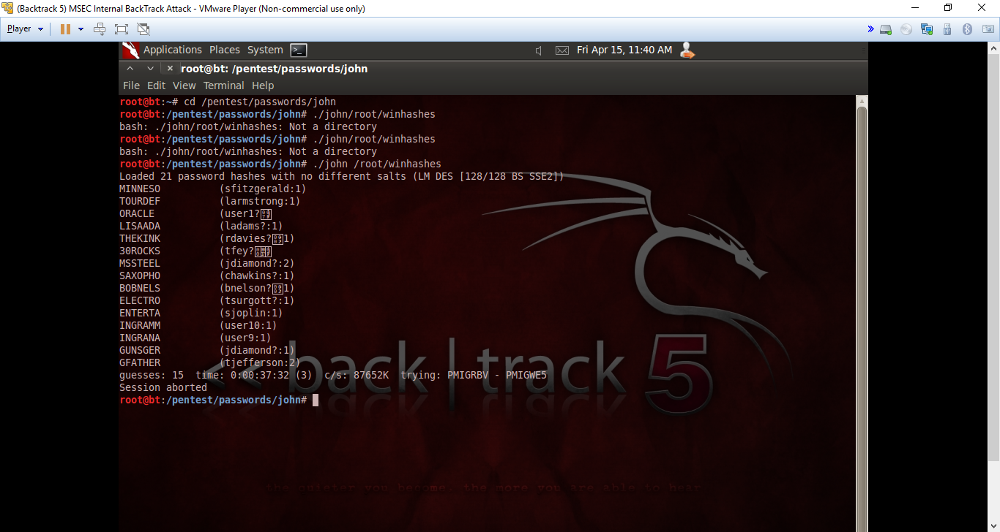 (Backtrack 5) MSEC Internal BackTrack Attack - VMware Player (Non-commercial use only)
Player
Applications Places System Fri Apr 15, 11:40 AM
root@bt: /pentest/passwords/john
File Edit View Terminal Help
root@bt:~# cd /pentest/passwords/john
root@bt:/pentest/passwords/john# ./john/root/winhashes
bash: ./john/root/winhashes: Not a directory
root@bt:/pentest/passwords/john# ./john/root/winhashes
bash: ./john/root/winhashes: Not a directory
root@bt:/pentest/passwords/john# ./john /root/winhashes
Loaded 21 password hashes with no different salts (LM DES [128/128 BS SSE2])
MINNESO (sfitzgerald:1)
TOURDEF (larmstrong:1)
ORACLE (user1?
LISAADA (ladams?:1)
THEKINK (rdavies?1)
30ROCKS (tfey?
MSSTEEL (jdiamond?:2)
SAXOPHO (chawkins?:1)
BOBNELS (bnelson?1)
ELECTRO (tsurgott?:1)
ENTERTA (sjoplin:1)
INGRAMM (user10:1)
INGRANA (user9:1)
GUNSGER (jdiamond?:1)
GFATHER (tjefferson:2)
guesses: 15 time: 0:00:37:32 (3) c/s: 87652K trying: PMIGRBV - PMIGWE5
Session aborted
root@bt:/pentest/passwords/john#
<< back | track 5
the quieter you become, the more you are able to hear